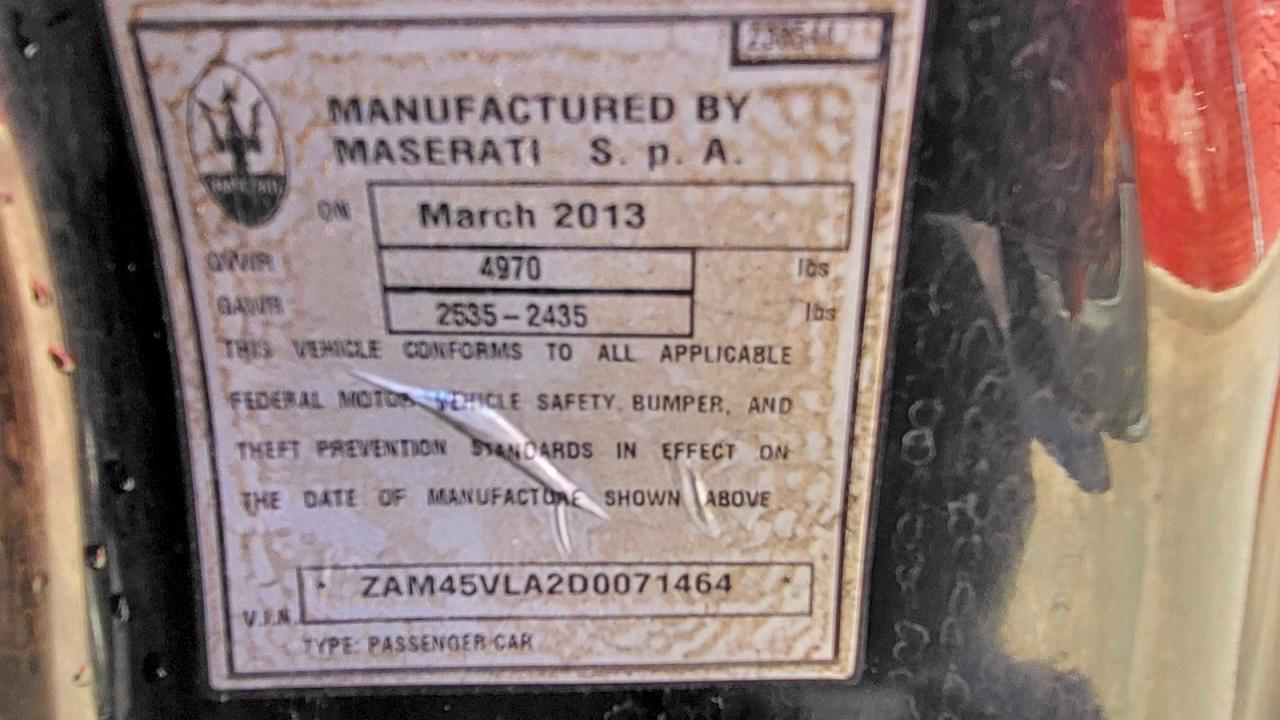 MANUFACTURED BY
MASERATI S. p. A.
ON March 2013
GVWR 4970 lbs
GAWR 2535-2435 lbs
THIS VEHICLE CONFORMS TO ALL APPLICABLE
FEDERAL MOTOR VEHICLE SAFETY. BUMPER, AND
THEFT PREVENTION STANDARDS IN EFFECT ON
THE DATE OF MANUFACTURE SHOWN ABOVE
V.I.N. * ZAM45VLA2D0071464 *
TYPE: PASSENGER CAR